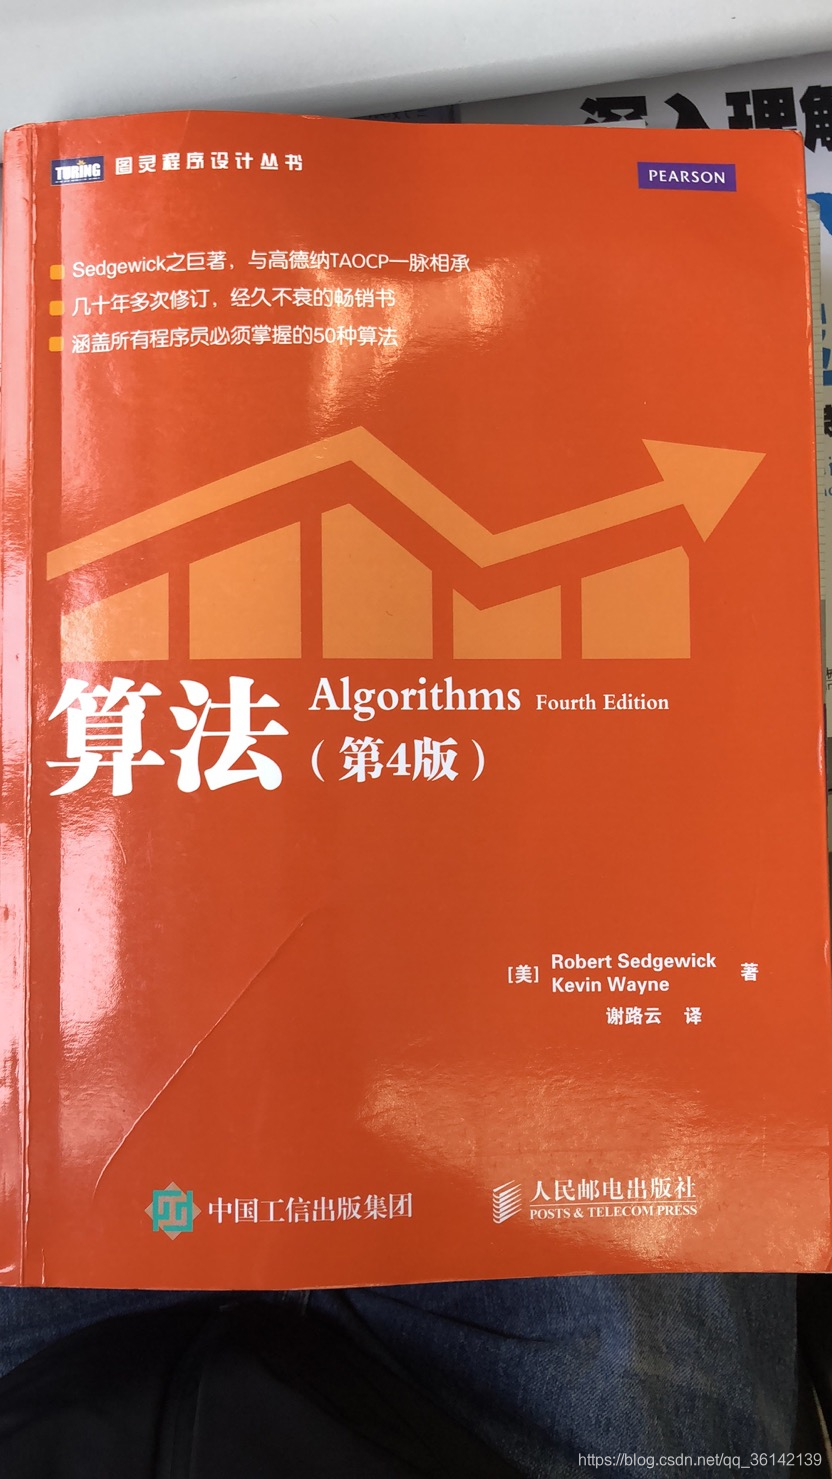 深入理解
TURING 图灵程序设计丛书
PEARSON
Sedgewick之巨著，与高德纳TAOCP一脉相承
几十年多次修订，经久不衰的畅销书
涵盖所有程序员必须掌握的50种算法
算法 Algorithms Fourth Edition
（第4版）
[美] Robert Sedgewick
Kevin Wayne 著
谢路云 译
中国工信出版集团
人民邮电出版社
POSTS & TELECOM PRESS
https://blog.csdn.net/qq_36142139